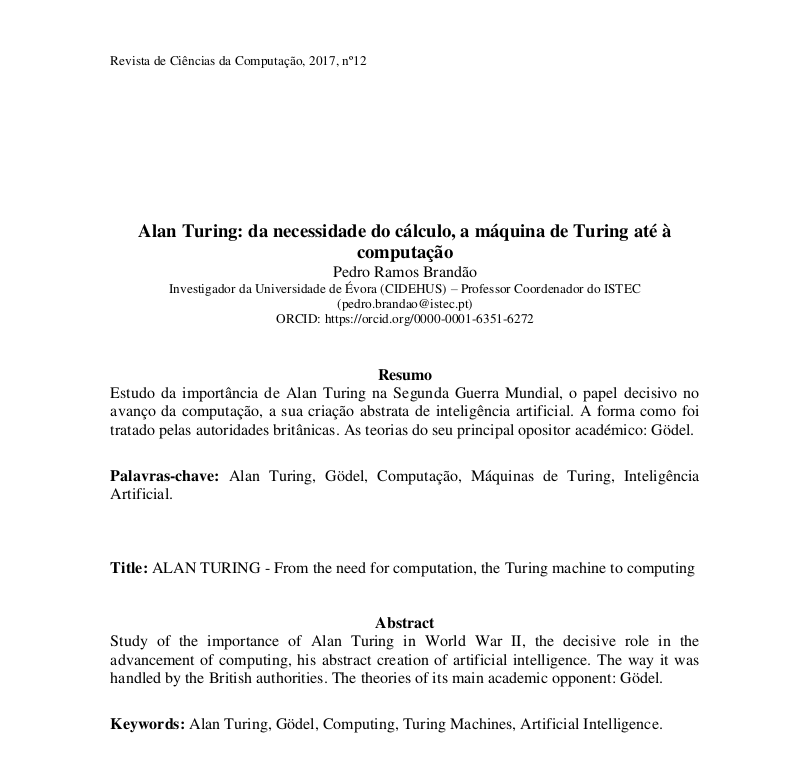 Revista de Ciências da Computação, 2017, nº12
Alan Turing: da necessidade do cálculo, a máquina de Turing até à
computação
Pedro Ramos Brandão
Investigador da Universidade de Évora (CIDEHUS) – Professor Coordenador do ISTEC
(pedro.brandao@istec.pt)
ORCID: https://orcid.org/0000-0001-6351-6272
Resumo
Estudo da importância de Alan Turing na Segunda Guerra Mundial, o papel decisivo no
avanço da computação, a sua criação abstrata de inteligência artificial. A forma como foi
tratado pelas autoridades britânicas. As teorias do seu principal opositor académico: Gödel.
Palavras-chave: Alan Turing, Gödel, Computação, Máquinas de Turing, Inteligência
Artificial.
Title: ALAN TURING - From the need for computation, the Turing machine to computing
Abstract
Study of the importance of Alan Turing in World War II, the decisive role in the
advancement of computing, his abstract creation of artificial intelligence. The way it was
handled by the British authorities. The theories of its main academic opponent: Gödel.
Keywords: Alan Turing, Gödel, Computing, Turing Machines, Artificial Intelligence.